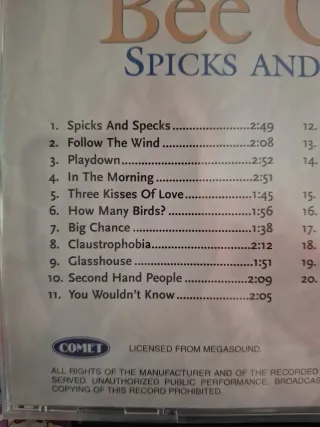 Bee
SPICKS AND
1. Spicks And Specks.......................2:49
2. Follow The Wind.........................2:08
3. Playdown....................................2:52
4. In The Morning...........................2:51
5. Three Kisses Of Love...................1:45
6. How Many Birds?........................1:56
7. Big Chance..................................1:38
8. Claustrophobia............................2:12
9. Glasshouse..................................1:51
10. Second Hand People...................2:09
11. You Wouldn't Know....................2:05
12.
13.
14.
15.
16.
17.
18.
19.
20.
COMET
LICENSED FROM MEGASOUND.
ALL RIGHTS OF THE MANUFACTURER AND OF THE RECORDED
SERVED. UNAUTHORIZED PUBLIC PERFORMANCE, BROADCAS
COPYING OF THIS RECORD PROHIBITED.